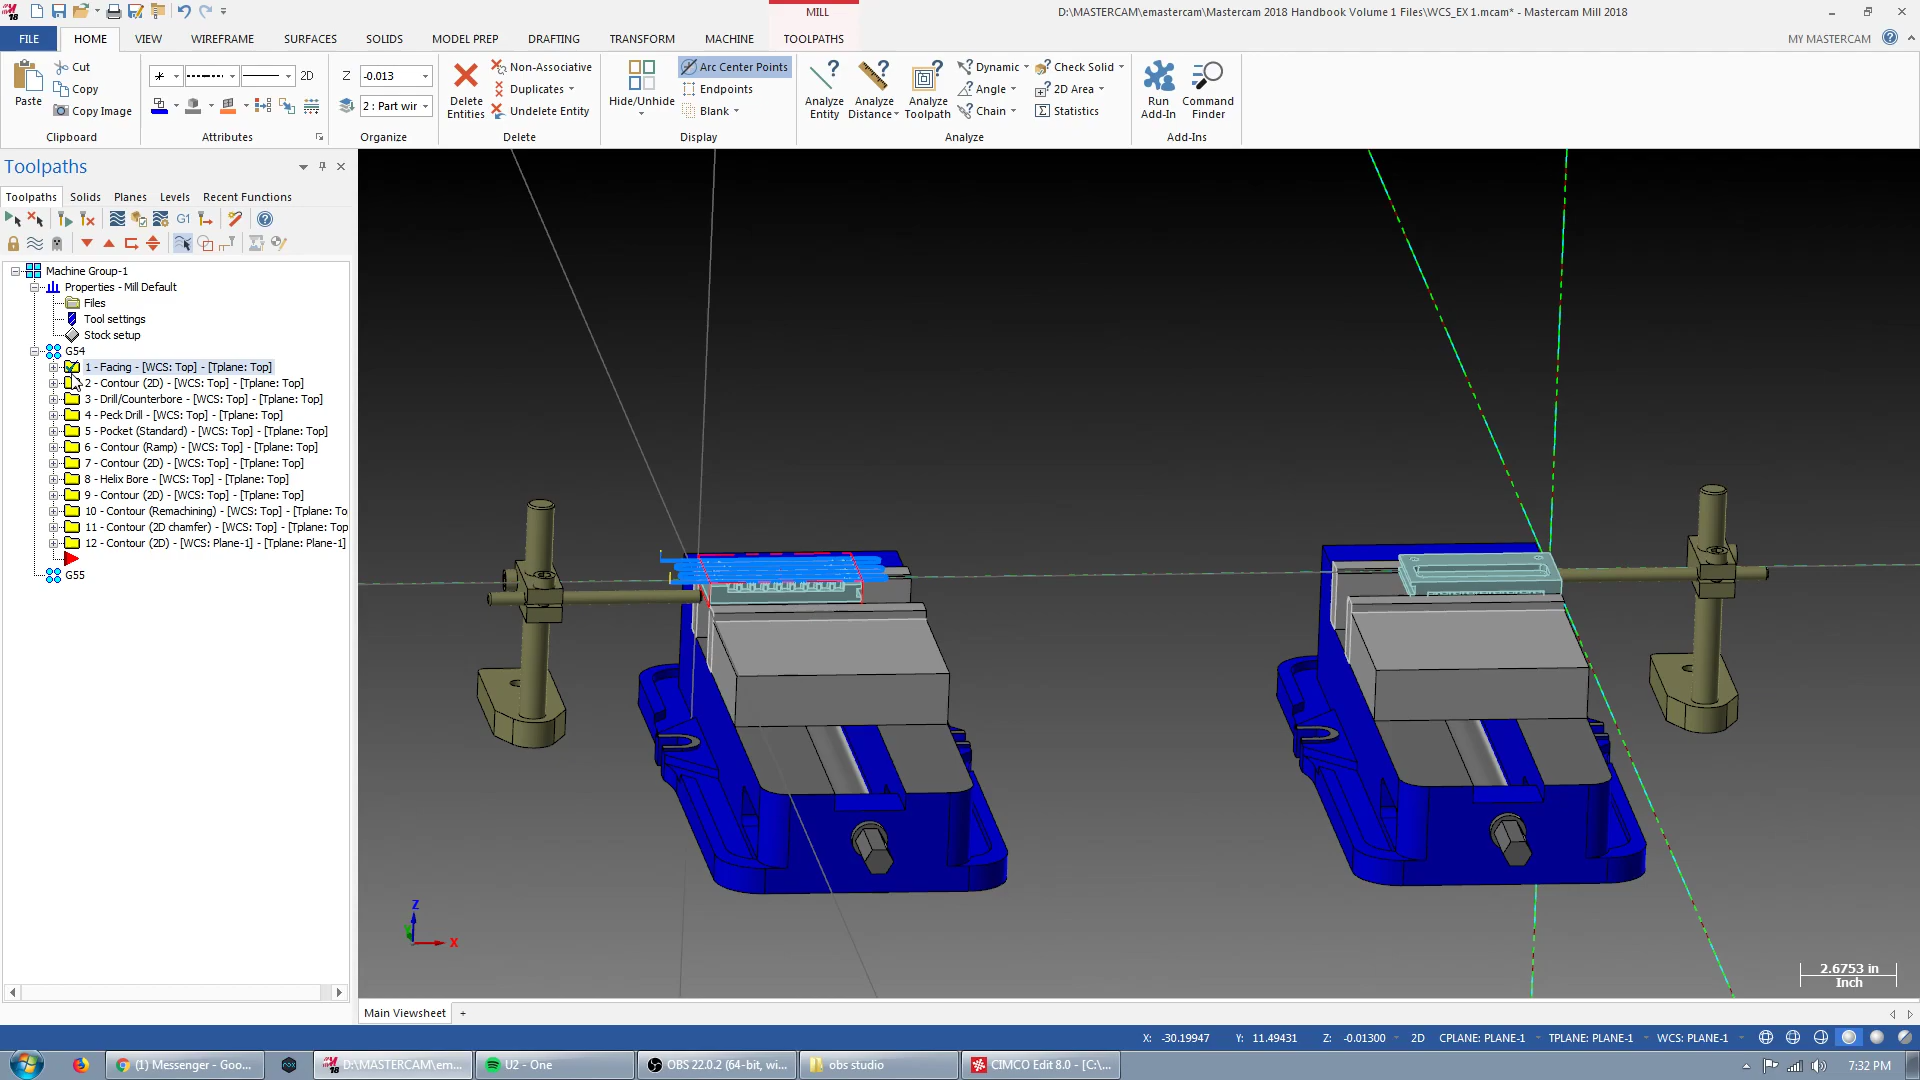 MILL
D:\MASTERCAM\emastercam\Mastercam 2018 Handbook Volume 1 Files\WCS_EX 1.mcam* - Mastercam Mill 2018
FILE HOME VIEW WIREFRAME SURFACES SOLIDS MODEL PREP DRAFTING TRANSFORM MACHINE TOOLPATHS MY MASTERCAM
Paste
Cut
Copy
Copy Image
Clipboard
2D
Attributes
Z -0.013
2 : Part wir
Organize
Delete Entities
Non-Associative
Duplicates
Undelete Entity
Delete
Hide/Unhide
Arc Center Points
Endpoints
Blank
Display
Analyze Entity
Analyze Distance
Analyze Toolpath
Dynamic
Angle
Chain
Check Solid
2D Area
Statistics
Analyze
Run Add-In
Command Finder
Add-Ins
Toolpaths
Toolpaths Solids Planes Levels Recent Functions
G1
Machine Group-1
Properties - Mill Default
Files
Tool settings
Stock setup
G54
1 - Facing - [WCS: Top] - [Tplane: Top]
2 - Contour (2D) - [WCS: Top] - [Tplane: Top]
3 - Drill/Counterbore - [WCS: Top] - [Tplane: Top]
4 - Peck Drill - [WCS: Top] - [Tplane: Top]
5 - Pocket (Standard) - [WCS: Top] - [Tplane: Top]
6 - Contour (Ramp) - [WCS: Top] - [Tplane: Top]
7 - Contour (2D) - [WCS: Top] - [Tplane: Top]
8 - Helix Bore - [WCS: Top] - [Tplane: Top]
9 - Contour (2D) - [WCS: Top] - [Tplane: Top]
10 - Contour (Remachining) - [WCS: Top] - [Tplane: To
11 - Contour (2D chamfer) - [WCS: Top] - [Tplane: Top
12 - Contour (2D) - [WCS: Plane-1] - [Tplane: Plane-1]
G55
Z
X
2.6753 in
Inch
Main Viewsheet +
X: -30.19947 Y: 11.49431 Z: -0.01300 2D CPLANE: PLANE-1 TPLANE: PLANE-1 WCS: PLANE-1
(1) Messenger - Goo... D:\MASTERCAM\emast... U2 - One OBS 22.0.2 (64-bit, wi... obs studio CIMCO Edit 8.0 - [C:\... 7:32 PM